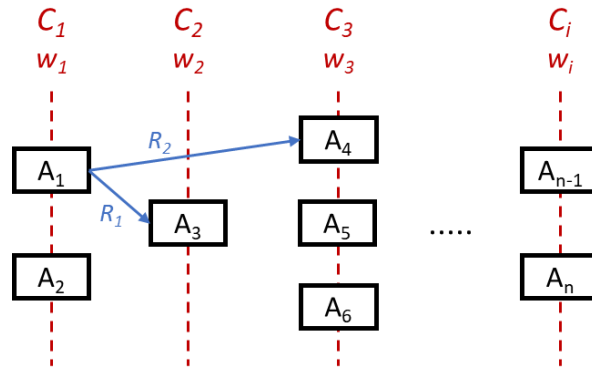 C₁ C₂ C₃ Cᵢ
w₁ w₂ w₃ wᵢ
A₄
R₂
A₁ Aₙ₋₁
R₁
A₃ A₅ .....
A₂ Aₙ
A₆